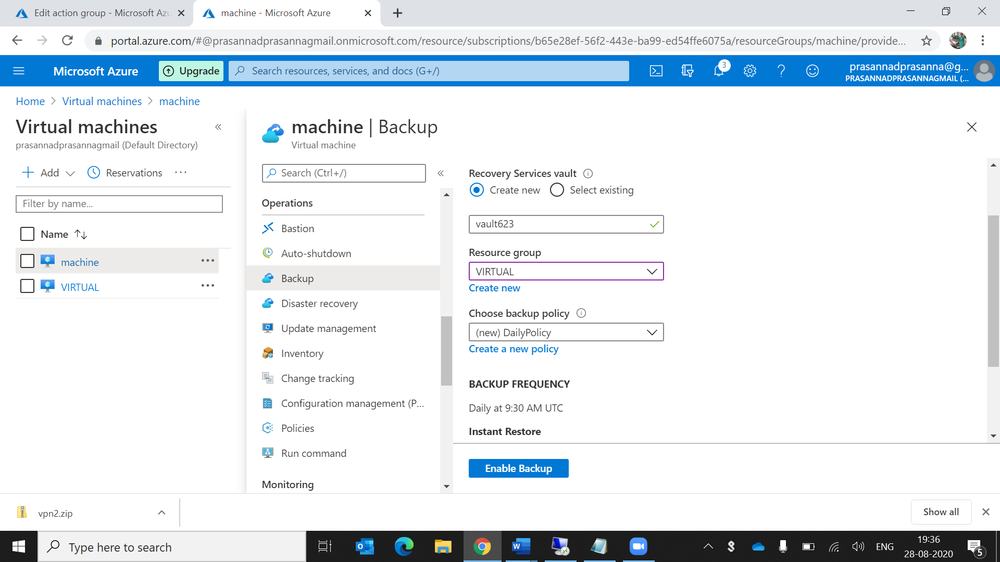 Edit action group - Microsoft Azu
machine - Microsoft Azure
portal.azure.com/#@prasannadprasannagmail.onmicrosoft.com/resource/subscriptions/b65e28ef-56f2-443e-ba99-ed54ffe6075a/resourceGroups/machine/provide...
Microsoft Azure
Upgrade
Search resources, services, and docs (G+/)
3
prasannadprasanna@g...
PRASANNADPRASANNAGMAIL (...
Home > Virtual machines > machine
Virtual machines
prasannadprasannagmail (Default Directory)
Add
Reservations
Filter by name...
Name
machine
VIRTUAL
machine | Backup
Virtual machine
Search (Ctrl+/)
Operations
Bastion
Auto-shutdown
Backup
Disaster recovery
Update management
Inventory
Change tracking
Configuration management (P...
Policies
Run command
Monitoring
Recovery Services vault
Create new
Select existing
vault623
Resource group
VIRTUAL
Create new
Choose backup policy
(new) DailyPolicy
Create a new policy
BACKUP FREQUENCY
Daily at 9:30 AM UTC
Instant Restore
Enable Backup
vpn2.zip
Show all
Type here to search
ENG
19:36
28-08-2020
5